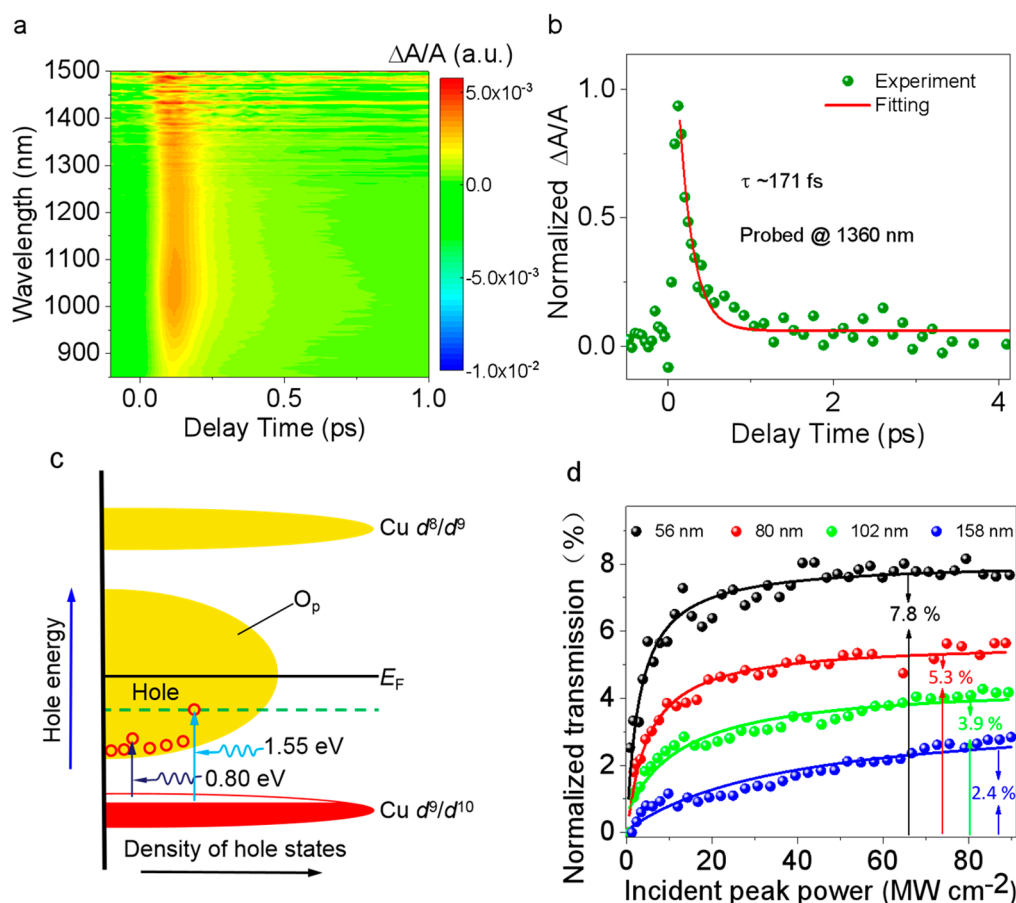 a
ΔA/A (a.u.)
1500
1400
1300
1200
1100
1000
900
Wavelength (nm)
0.0
0.5
1.0
Delay Time (ps)
5.0x10⁻³
0.0
-5.0x10⁻³
-1.0x10⁻²
b
Experiment
Fitting
τ ~171 fs
Probed @ 1360 nm
1.0
0.5
0.0
Normalized ΔA/A
0
2
4
Delay Time (ps)
c
Cu d⁸/d⁹
Oₚ
E_F
Hole
1.55 eV
0.80 eV
Cu d⁹/d¹⁰
Hole energy
Density of hole states
d
56 nm 80 nm 102 nm 158 nm
8
6
4
2
0
Normalized transmission (%)
7.8 %
5.3 %
3.9 %
2.4 %
0 20 40 60 80
Incident peak power (MW cm⁻²)